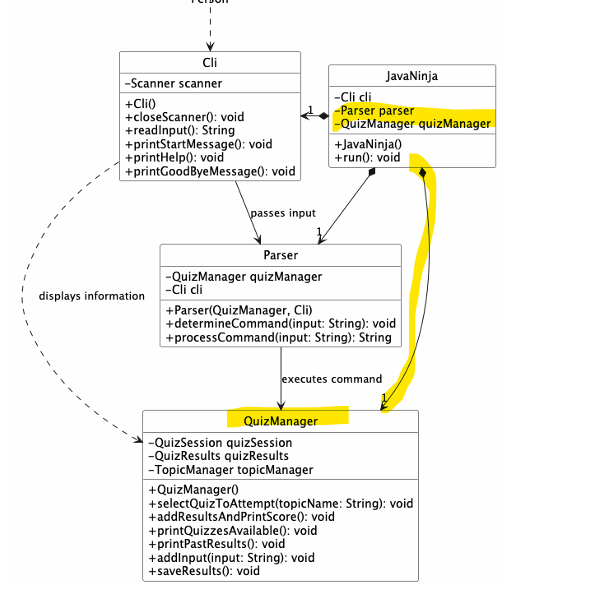 Person
Cli
-Scanner scanner
+Cli()
+closeScanner(): void
+readInput(): String
+printStartMessage(): void
+printHelp(): void
+printGoodByeMessage(): void
JavaNinja
-Cli cli
-Parser parser
-QuizManager quizManager
+JavaNinja()
+run(): void
1
passes input
1
Parser
-QuizManager quizManager
-Cli cli
+Parser(QuizManager, Cli)
+determineCommand(input: String): void
+processCommand(input: String): String
displays information
executes command
1
QuizManager
-QuizSession quizSession
-QuizResults quizResults
-TopicManager topicManager
+QuizManager()
+selectQuizToAttempt(topicName: String): void
+addResultsAndPrintScore(): void
+printQuizzesAvailable(): void
+printPastResults(): void
+addInput(input: String): void
+saveResults(): void